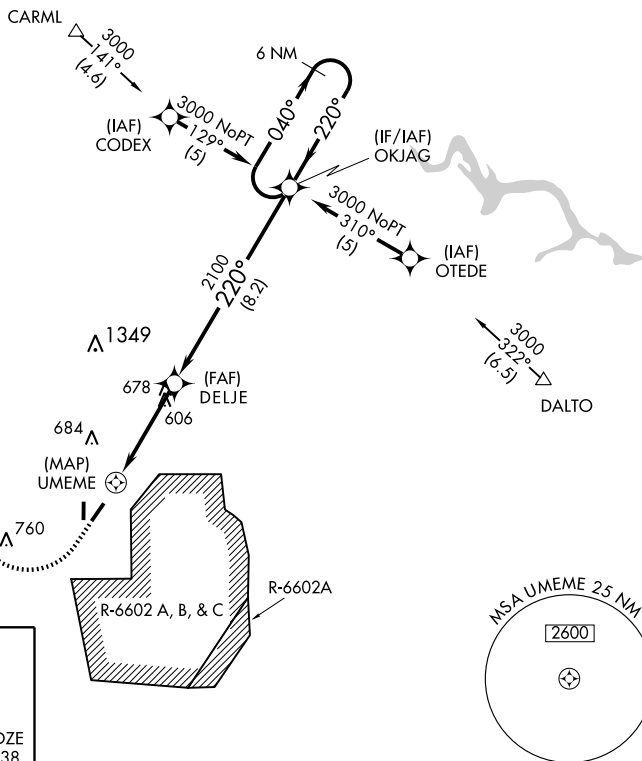 CARML
3000
141°
(4.6)
6 NM
(IAF)
CODEX
3000 NoPT
129°
(5)
040°
220°
(IF/IAF)
OKJAG
3000 NoPT
310°
(5)
(IAF)
OTEDE
2100
220°
(8.2)
3000
322°
(6.5)
DALTO
1349
678
(FAF)
DELJE
606
684
(MAP)
UMEME
760
R-6602 A, B, & C
R-6602A
MSA UMEME 25 NM
2600
DZE
38